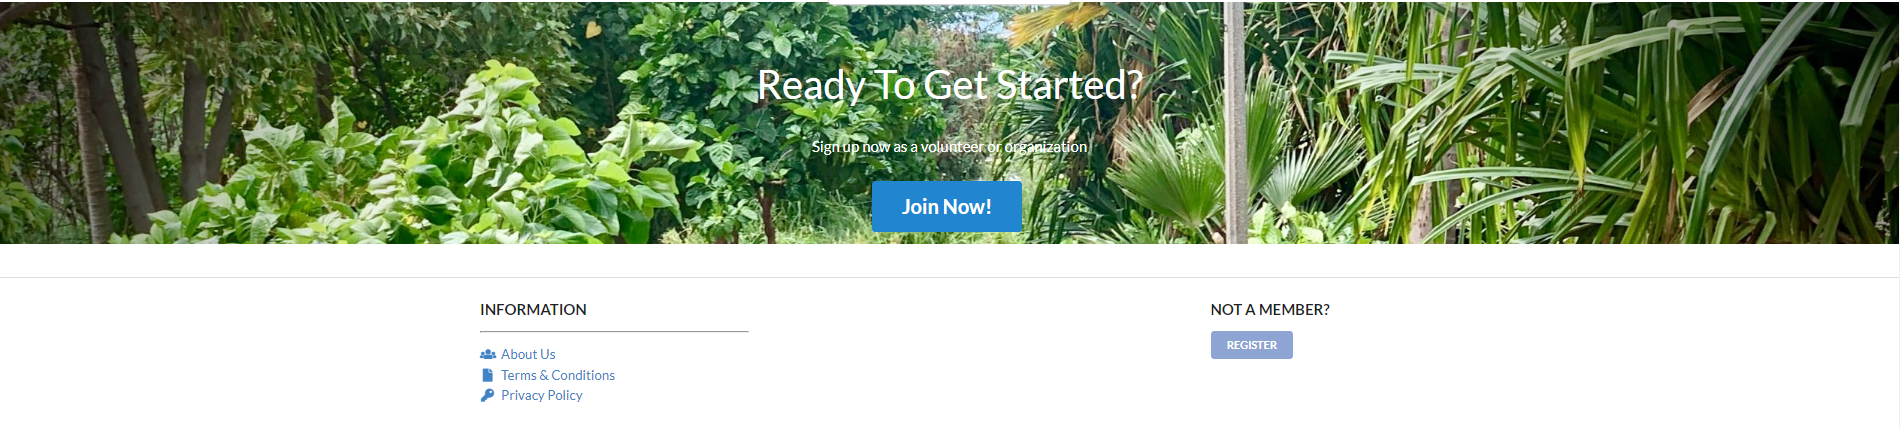 Ready To Get Started?
Sign up now as a volunteer or organization
Join Now!
INFORMATION
About Us
Terms & Conditions
Privacy Policy
NOT A MEMBER?
REGISTER